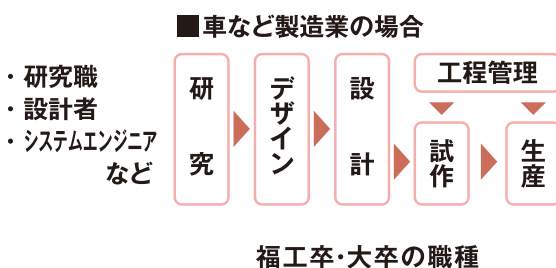 ■車など製造業の場合
・研究職
・設計者
・システムエンジニア
など
研究
デザイン
設計
工程管理
試作
生産
福工卒・大卒の職種